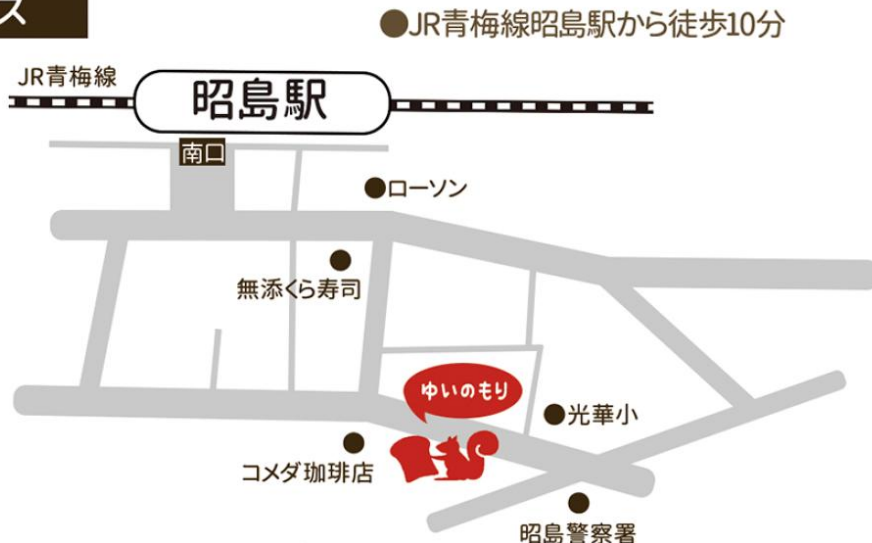 ス
●JR青梅線昭島駅から徒歩10分
JR青梅線
昭島駅
南口
●ローソン
無添くら寿司
ゆいのもり
●光華小
コメダ珈琲店
昭島警察署